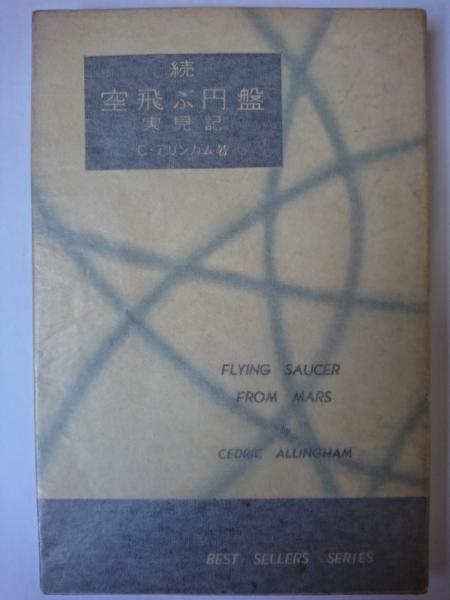 続
空飛ぶ円盤
実見記
C・アリンガム著
FLYING SAUCER
FROM MARS
by
CEDRIC ALLINGHAM
BEST SELLERS SERIES